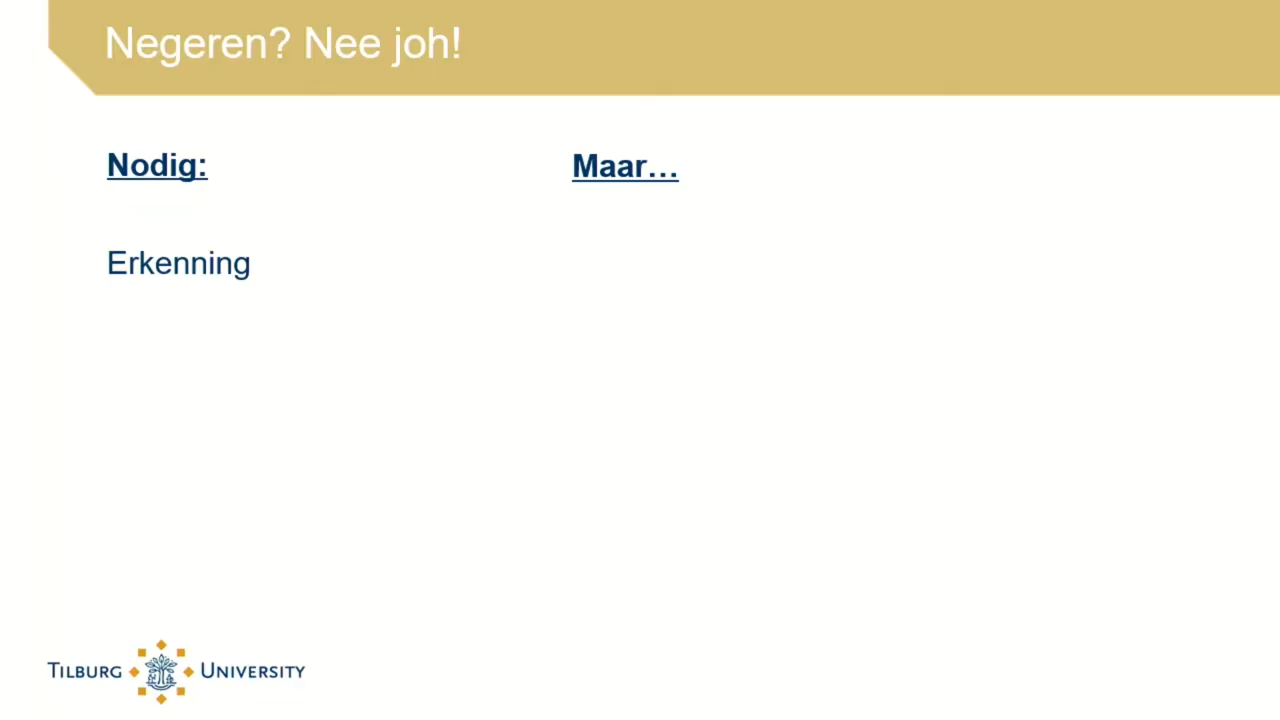 Negeren? Nee joh!
Nodig:
Maar...
Erkenning
TILBURG UNIVERSITY